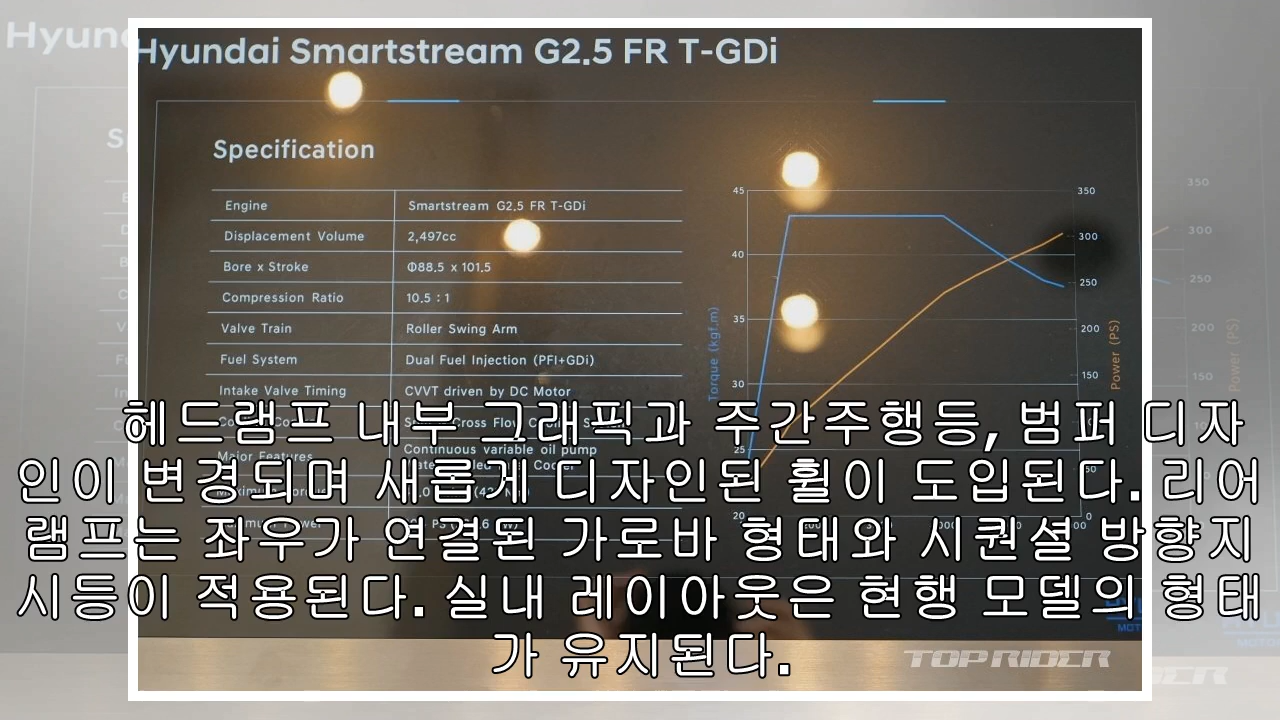 Hyundai Smartstream G2.5 FR T-GDi
Specification
Engine Smartstream G2.5 FR T-GDi
Displacement Volume 2,497cc
Bore x Stroke Φ88.5 x 101.5
Compression Ratio 10.5 : 1
Valve Train Roller Swing Arm
Fuel System Dual Fuel Injection (PFI+GDi)
Intake Valve Timing CVVT driven by DC Motor
Major Features Continuous variable oil pump
45
40
35
30
25
20
Torque (kgf.m)
350
300
250
200
150
Power (PS)
헤드램프 내부 그래픽과 주간주행등, 범퍼 디자
인이 변경되며 새롭게 디자인된 휠이 도입된다. 리어
램프는 좌우가 연결된 가로바 형태와 시퀀셜 방향지
시등이 적용된다. 실내 레이아웃은 현행 모델의 형태
가 유지된다.
TOPRIDER